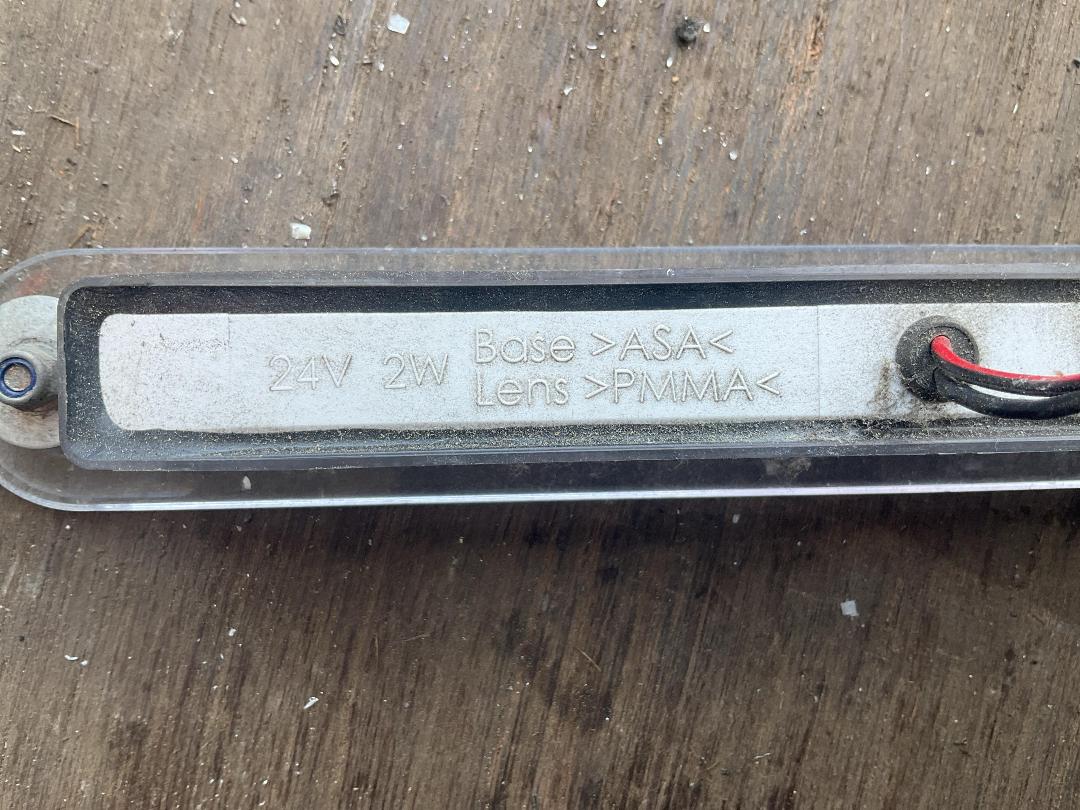 24V 2W
Base >ASA<
Lens >PMMA<